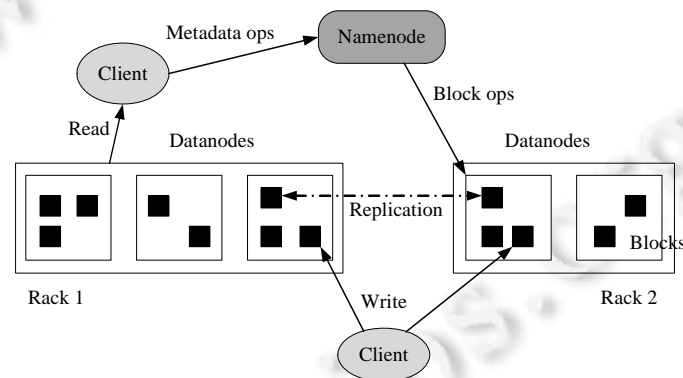 Metadata ops
Namenode
Client
Block ops
Read
Datanodes
Datanodes
Replication
Blocks
Rack 1
Write
Rack 2
Client